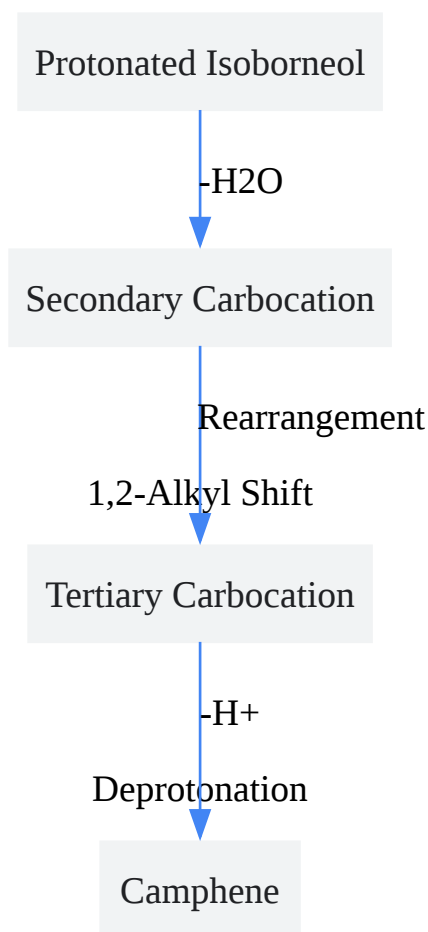 Protonated Isoborneol
-H2O
Secondary Carbocation
Rearrangement
1,2-Alkyl Shift
Tertiary Carbocation
-H+
Deprotonation
Camphene